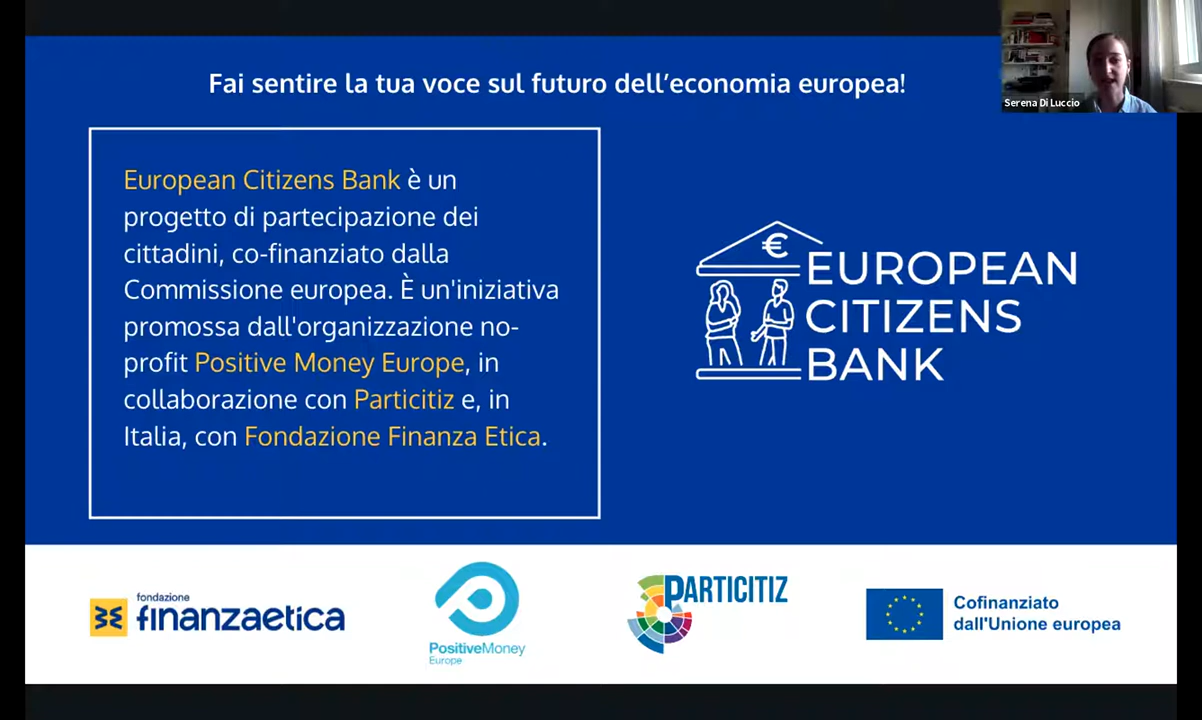 Fai sentire la tua voce sul futuro dell’economia europea!
Serena Di Luccio
European Citizens Bank è un
progetto di partecipazione dei
cittadini, co-finanziato dalla
Commissione europea. È un'iniziativa
promossa dall'organizzazione no-
profit Positive Money Europe, in
collaborazione con Particitiz e, in
Italia, con Fondazione Finanza Etica.
€
EUROPEAN
CITIZENS
BANK
fondazione
finanzaetica
PositiveMoney
Europe
PARTICITIZ
Cofinanziato
dall'Unione europea